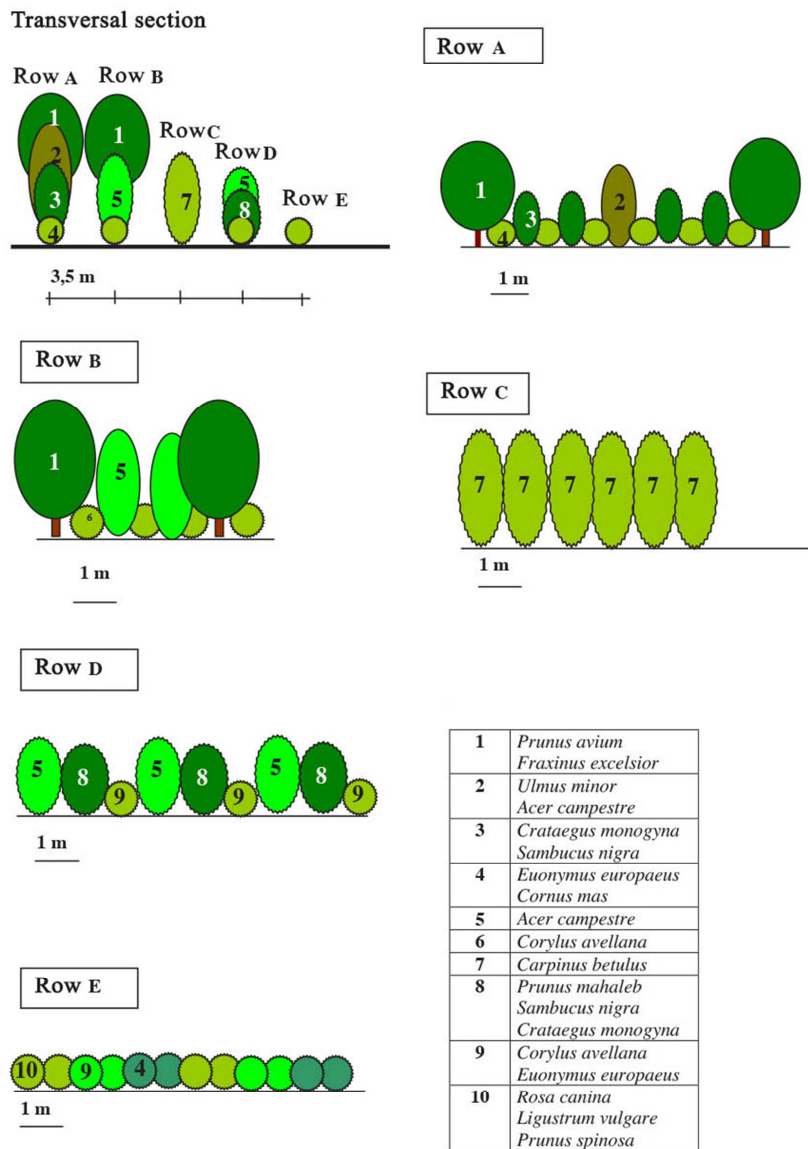 Transversal section
Row A
Row B
Row C
Row D
Row E
1
2
3
4
1
5
7
5
8
3,5 m
Row A
1
4
3
2
1 m
Row B
1
6
5
1 m
Row C
7 7 7 7 7 7
1 m
Row D
5 8 9 5 8 9 5 8 9
1 m
Row E
10 9 4
1 m
1 Prunus avium
Fraxinus excelsior
2 Ulmus minor
Acer campestre
3 Crataegus monogyna
Sambucus nigra
4 Euonymus europaeus
Cornus mas
5 Acer campestre
6 Corylus avellana
7 Carpinus betulus
8 Prunus mahaleb
Sambucus nigra
Crataegus monogyna
9 Corylus avellana
Euonymus europaeus
10 Rosa canina
Ligustrum vulgare
Prunus spinosa